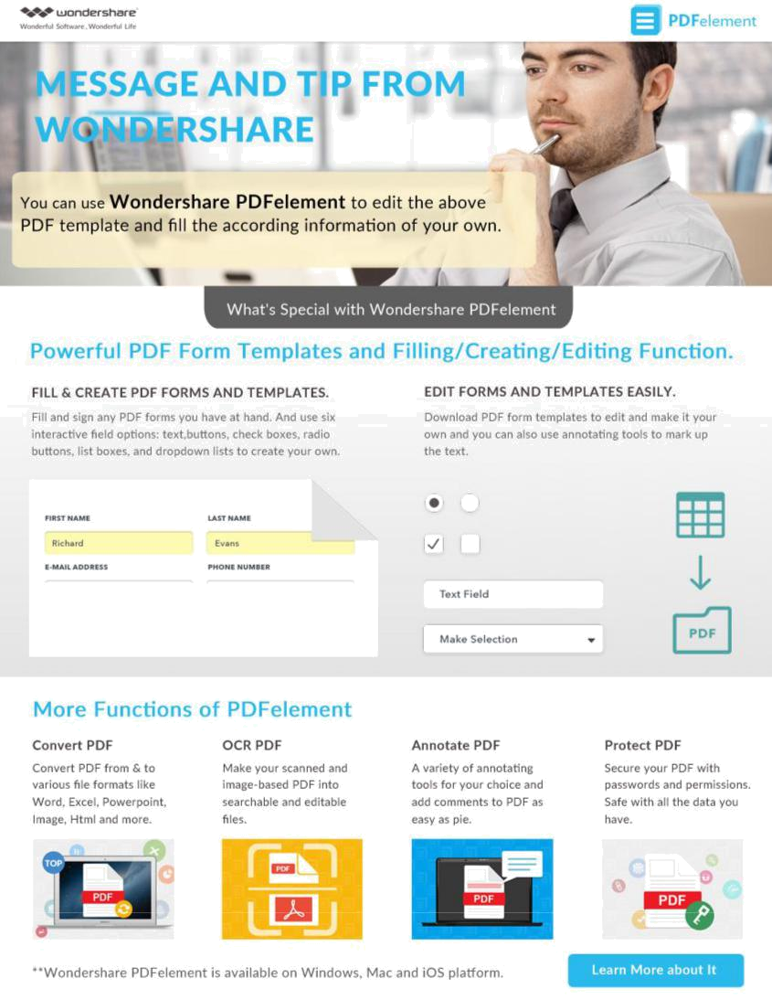 wondershare
Wonderful Software, Wonderful Life
PDFelement
MESSAGE AND TIP FROM
WONDERSHARE
You can use Wondershare PDFelement to edit the above
PDF template and fill the according information of your own.
What's Special with Wondershare PDFelement
Powerful PDF Form Templates and Filling/Creating/Editing Function.
FILL & CREATE PDF FORMS AND TEMPLATES.
Fill and sign any PDF forms you have at hand. And use six
interactive field options: text,buttons, check boxes, radio
buttons, list boxes, and dropdown lists to create your own.
EDIT FORMS AND TEMPLATES EASILY.
Download PDF form templates to edit and make it your
own and you can also use annotating tools to mark up
the text.
FIRST NAME
LAST NAME
Richard
Evans
E-MAIL ADDRESS
PHONE NUMBER
Text Field
Make Selection
PDF
More Functions of PDFelement
Convert PDF
Convert PDF from & to
various file formats like
Word, Excel, Powerpoint,
Image, Html and more.
OCR PDF
Make your scanned and
image-based PDF into
searchable and editable
files.
Annotate PDF
A variety of annotating
tools for your choice and
add comments to PDF as
easy as pie.
Protect PDF
Secure your PDF with
passwords and permissions.
Safe with all the data you
have.
TOP
PDF
PDF
PDF
PDF
**Wondershare PDFelement is available on Windows, Mac and iOS platform.
Learn More about It